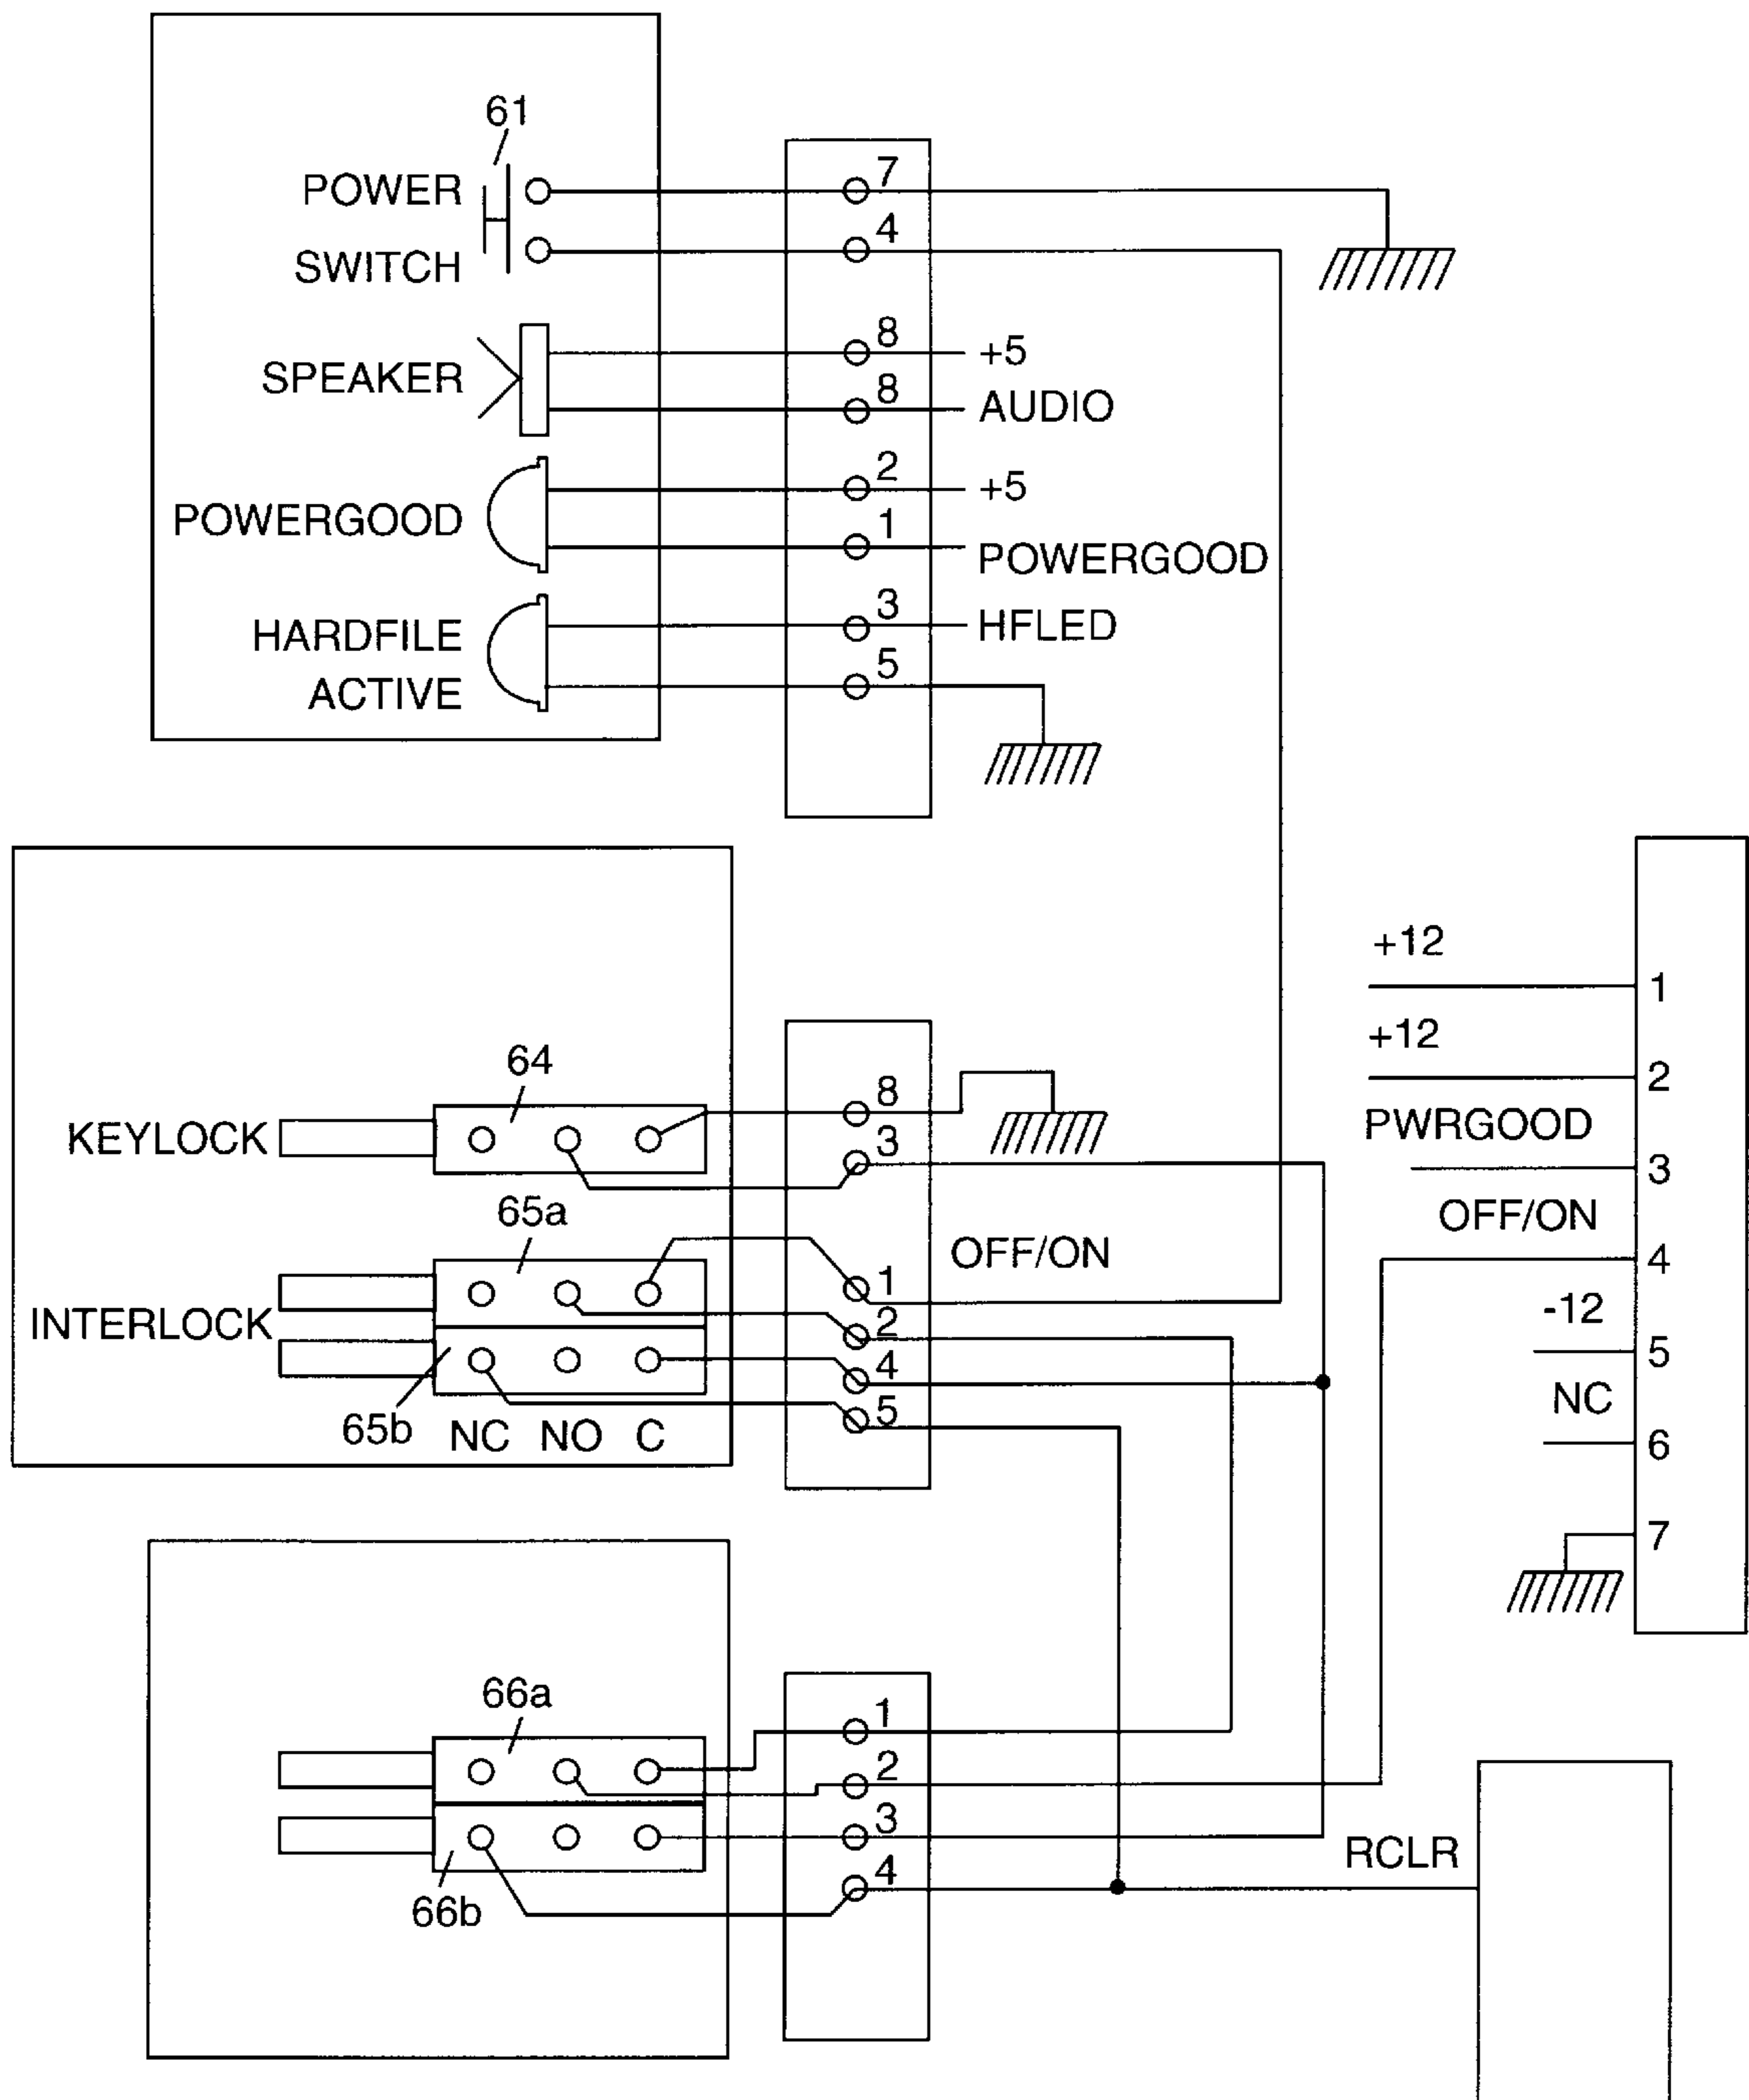 61
POWER
SWITCH
7
4
SPEAKER
8
+5
8
AUDIO
POWERGOOD
2
+5
1
POWERGOOD
HARDFILE
ACTIVE
3
HFLED
5
64
KEYLOCK
8
3
65a
INTERLOCK
OFF/ON
1
2
4
5
65b
NC NO C
+12
1
+12
2
PWRGOOD
3
OFF/ON
4
-12
5
NC
6
7
66a
1
2
3
4
66b
RCLR